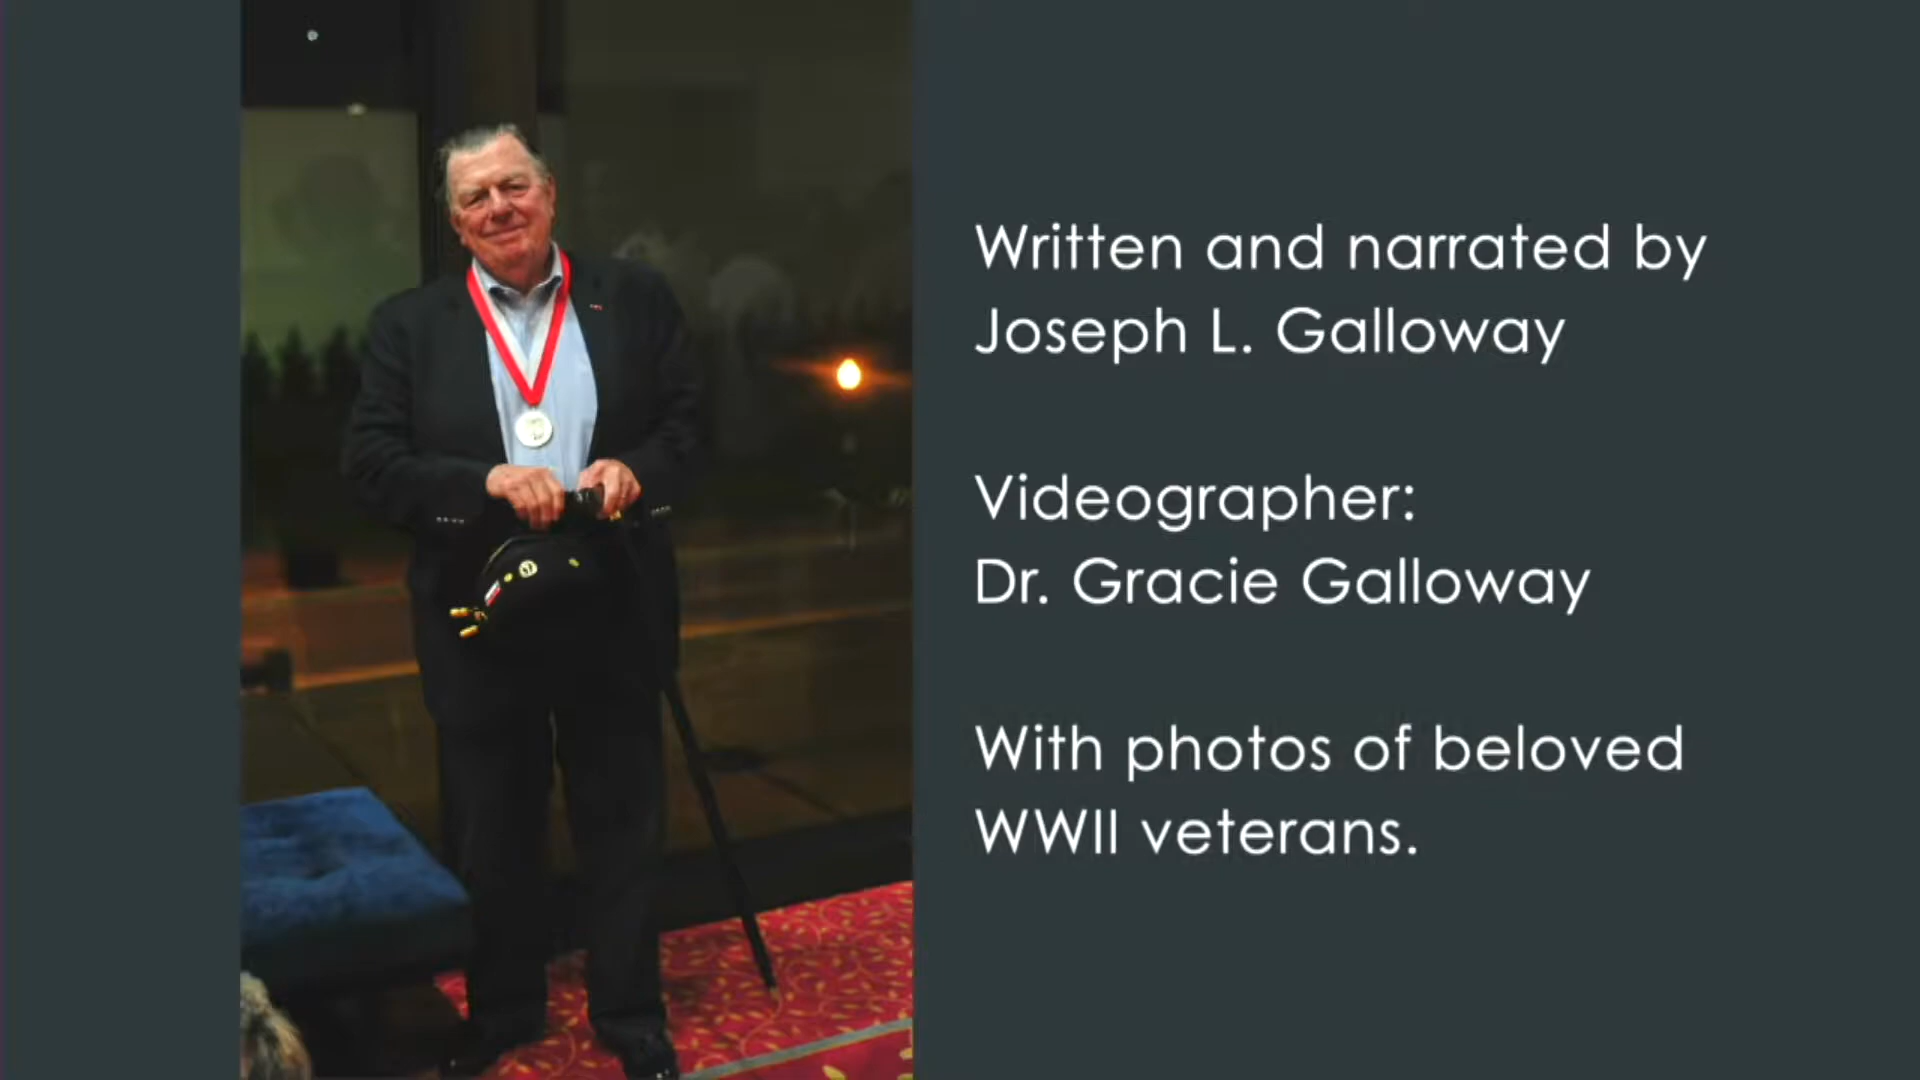 Written and narrated by
Joseph L. Galloway
Videographer:
Dr. Gracie Galloway
With photos of beloved
WWII veterans.